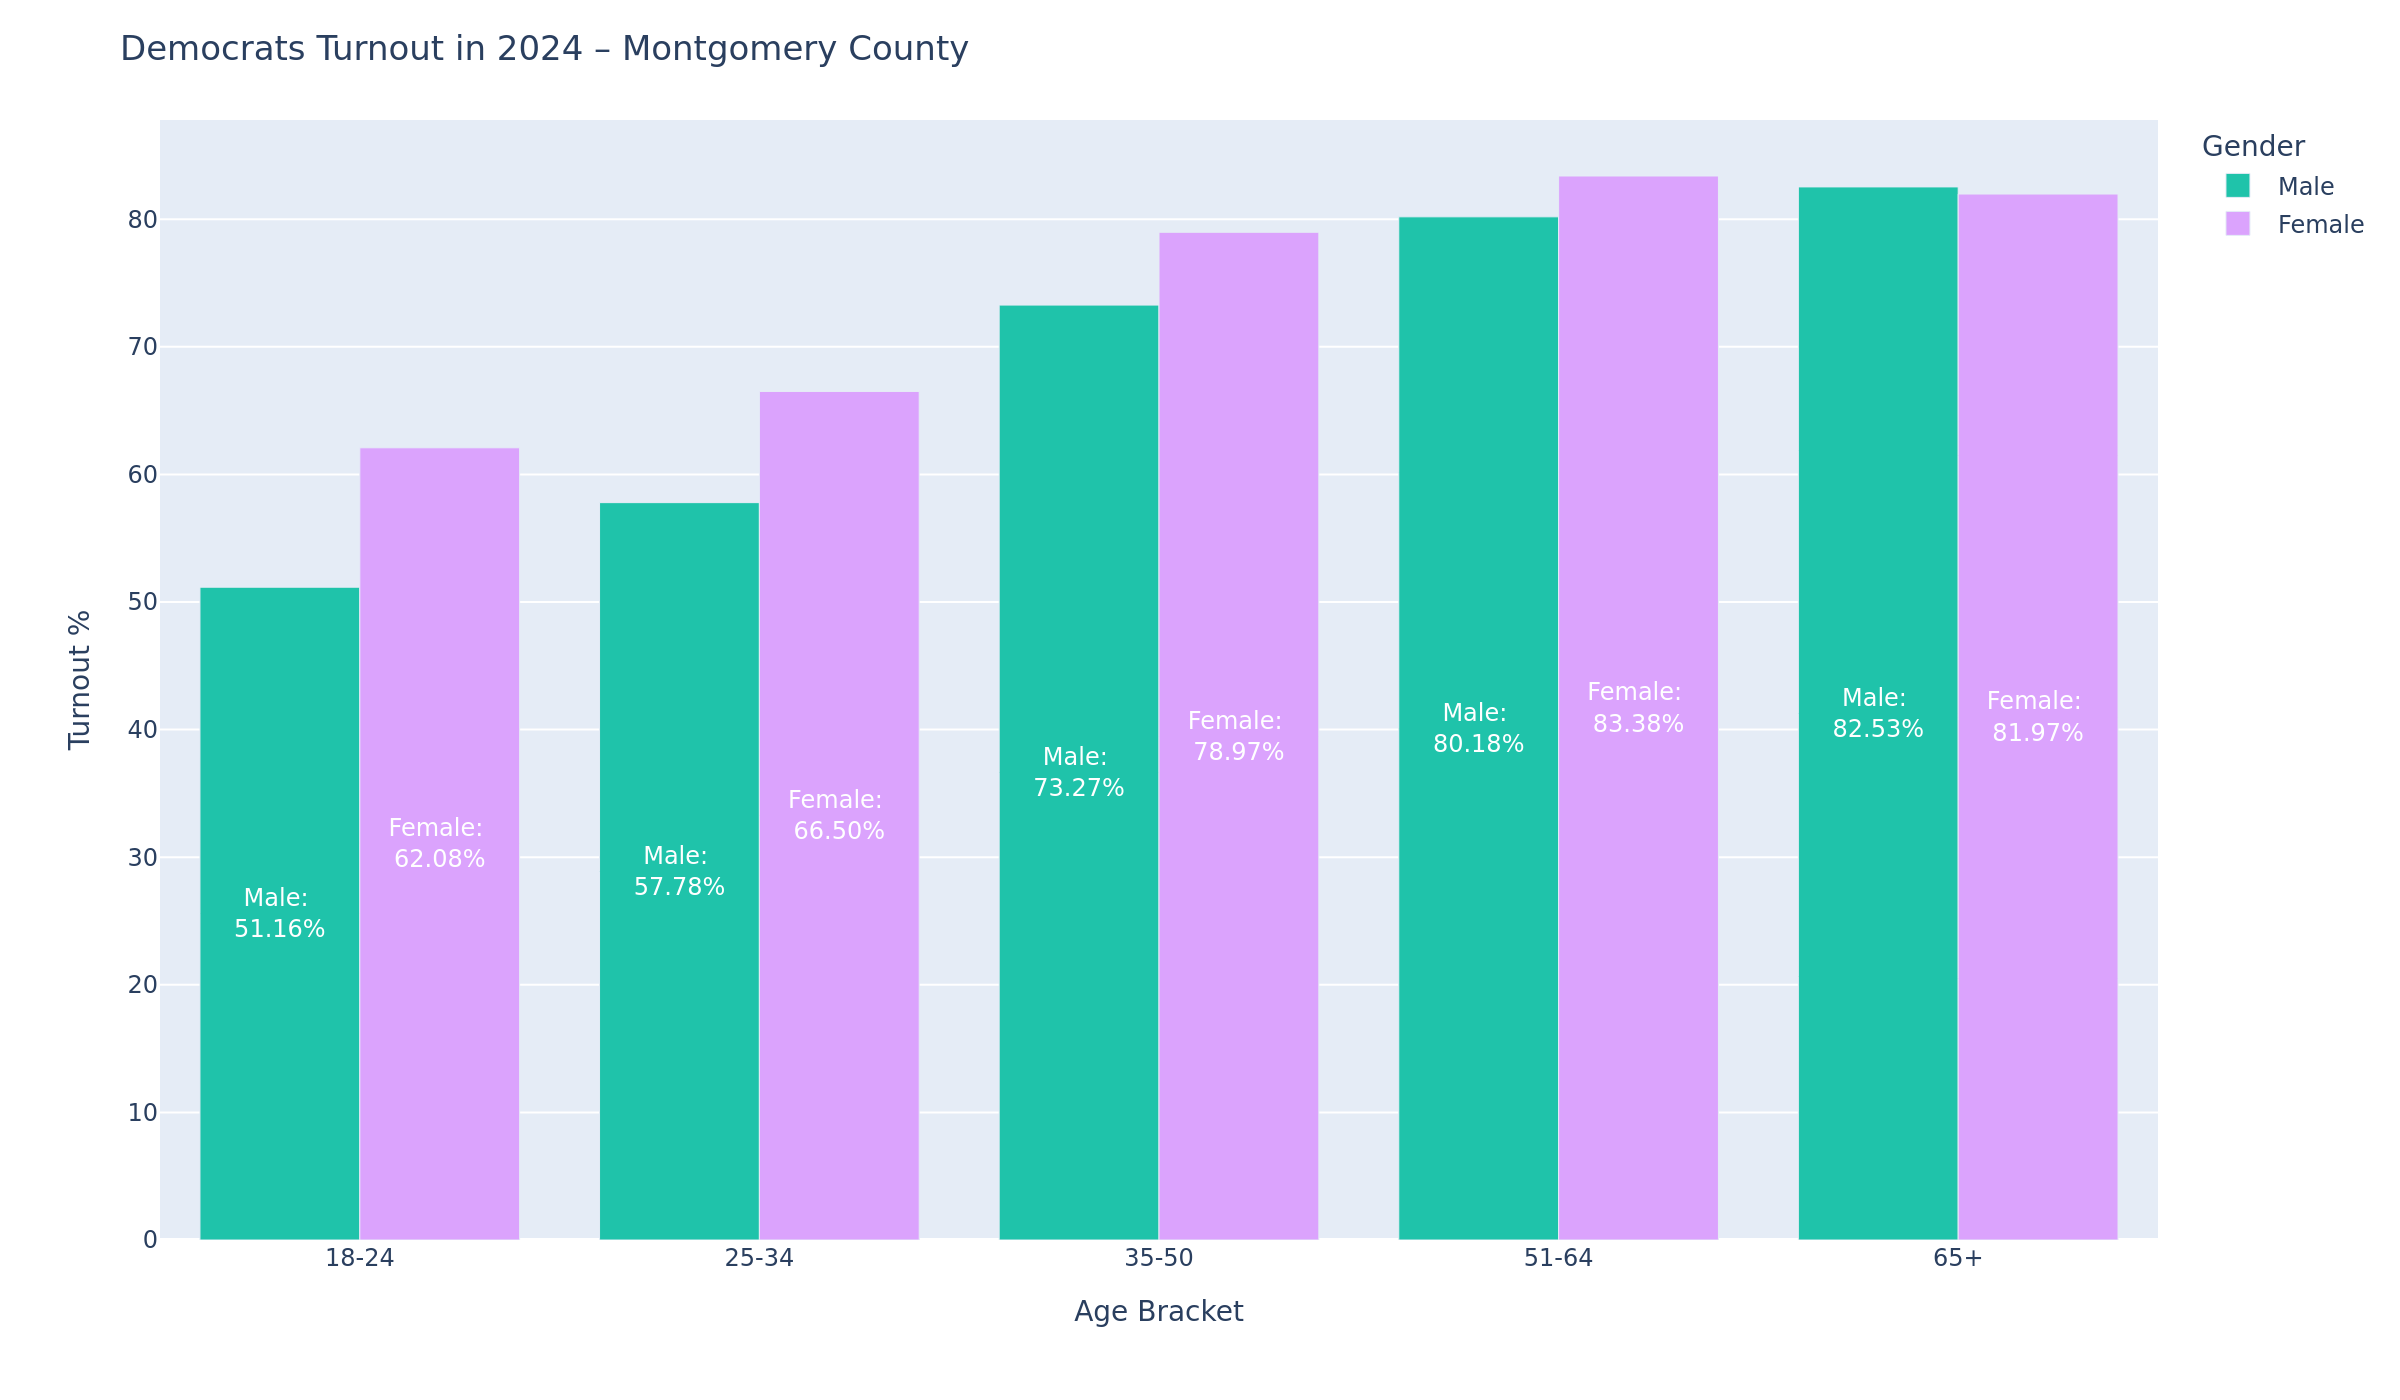 Democrats Turnout in 2024 – Montgomery County
Gender
Male
Female
Turnout %
80
70
60
50
40
30
20
10
0
Male:
51.16%
Female:
62.08%
Male:
57.78%
Female:
66.50%
Male:
73.27%
Female:
78.97%
Male:
80.18%
Female:
83.38%
Male:
82.53%
Female:
81.97%
18-24
25-34
35-50
51-64
65+
Age Bracket